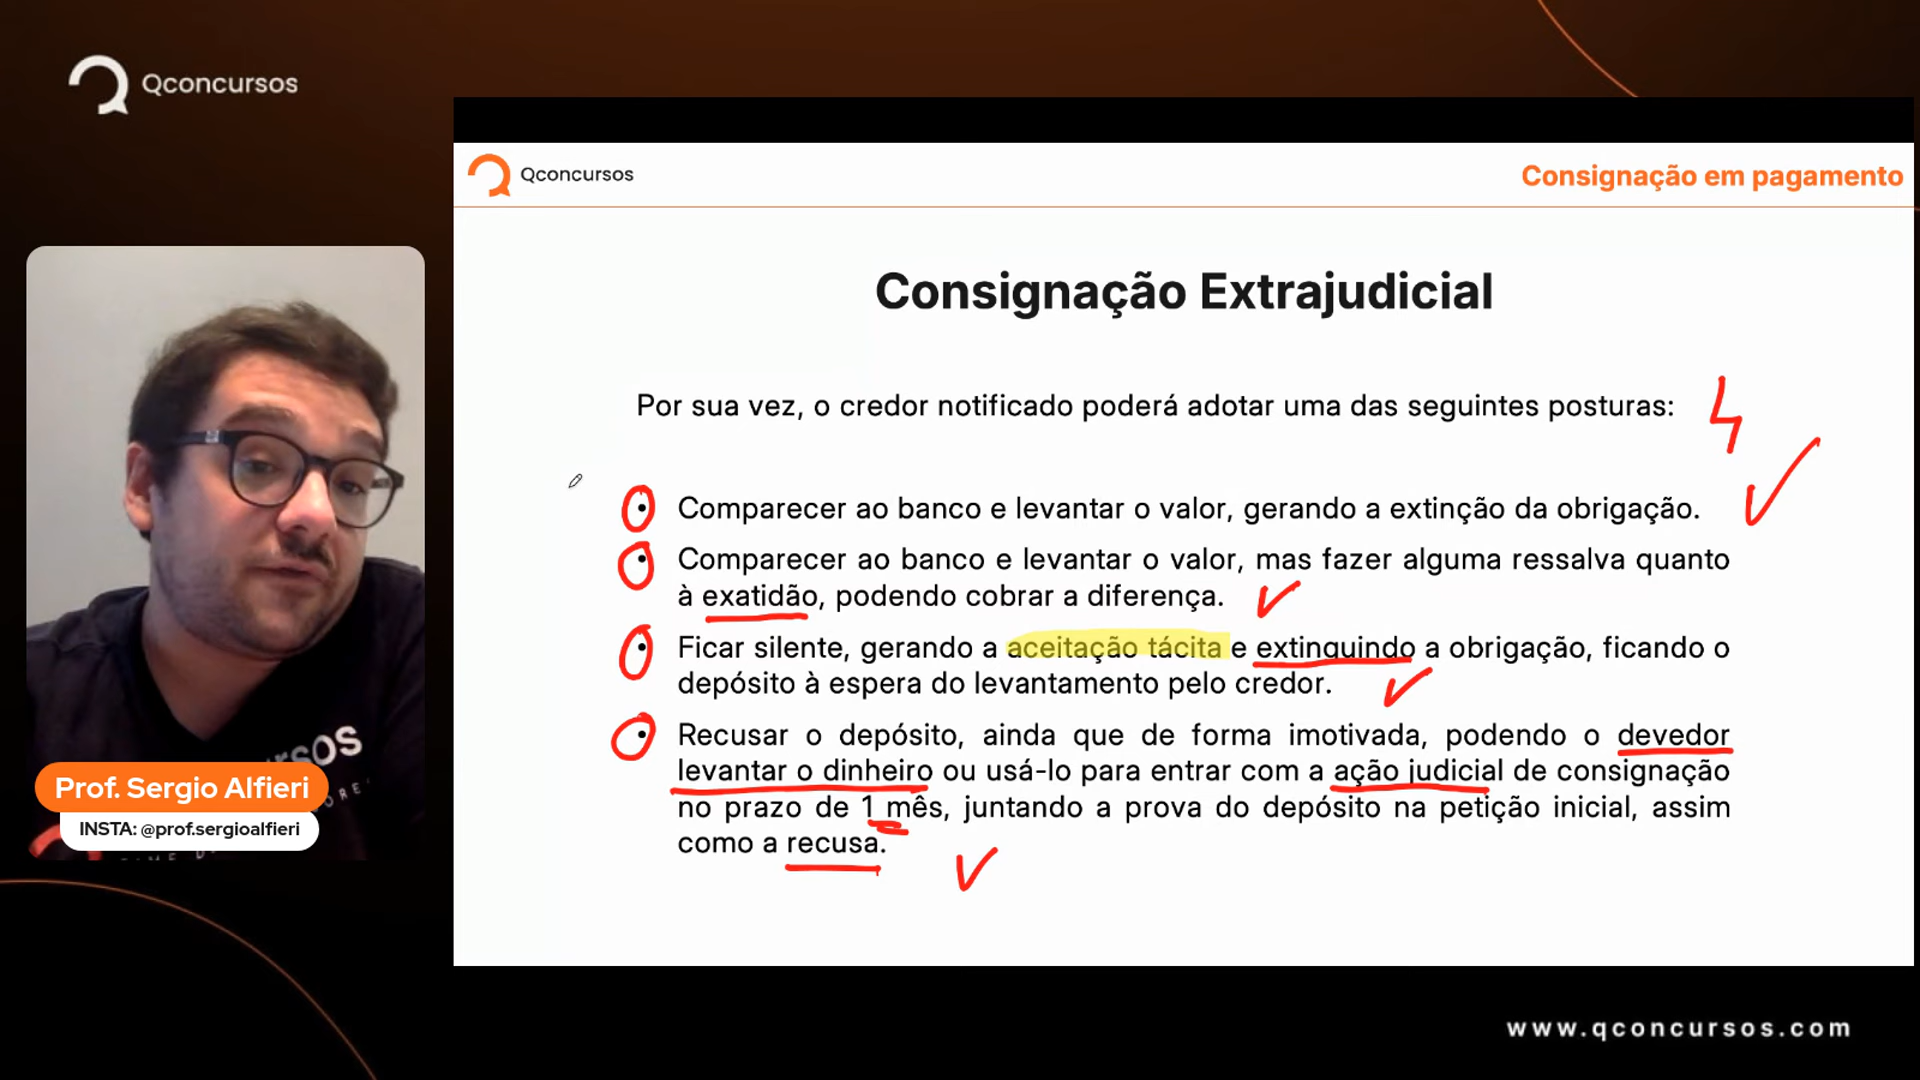 Qconcursos
Qconcursos
Consignação em pagamento
Consignação Extrajudicial
Por sua vez, o credor notificado poderá adotar uma das seguintes posturas: 4
• Comparecer ao banco e levantar o valor, gerando a extinção da obrigação.
• Comparecer ao banco e levantar o valor, mas fazer alguma ressalva quanto
à exatidão, podendo cobrar a diferença.
• Ficar silente, gerando a aceitação tácita e extinguindo a obrigação, ficando o
depósito à espera do levantamento pelo credor.
• Recusar o depósito, ainda que de forma imotivada, podendo o devedor
levantar o dinheiro ou usá-lo para entrar com a ação judicial de consignação
no prazo de 1 mês, juntando a prova do depósito na petição inicial, assim
como a recusa.
Prof. Sergio Alfieri
INSTA: @prof.sergioalfieri
www.qconcursos.com